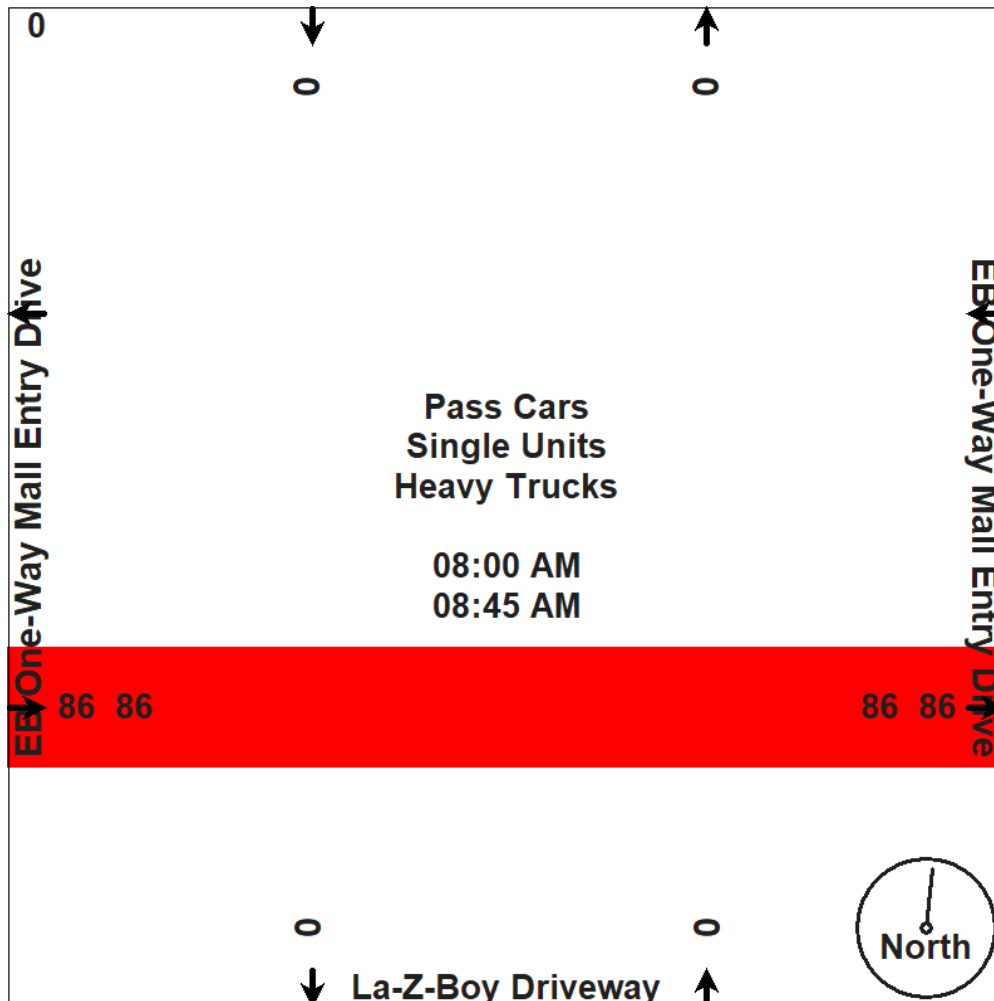 0
0
0
EB One-Way Mall Entry Drive
EB One-Way Mall Entry Drive
Pass Cars
Single Units
Heavy Trucks
08:00 AM
08:45 AM
86 86
86 86
0
0
North
La-Z-Boy Driveway